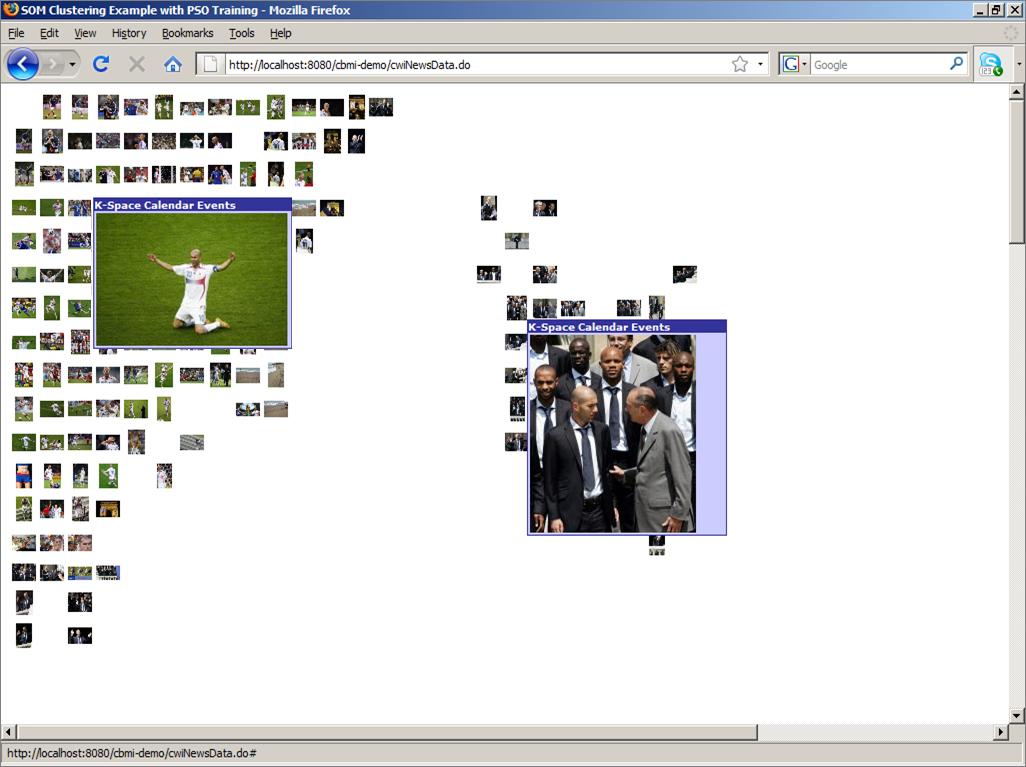 SOM Clustering Example with PSO Training - Mozilla Firefox
File Edit View History Bookmarks Tools Help
http://localhost:8080/cbmi-demo/cwiNewsData.do
G Google
123
K-Space Calendar Events
K-Space Calendar Events
http://localhost:8080/cbmi-demo/cwiNewsData.do#